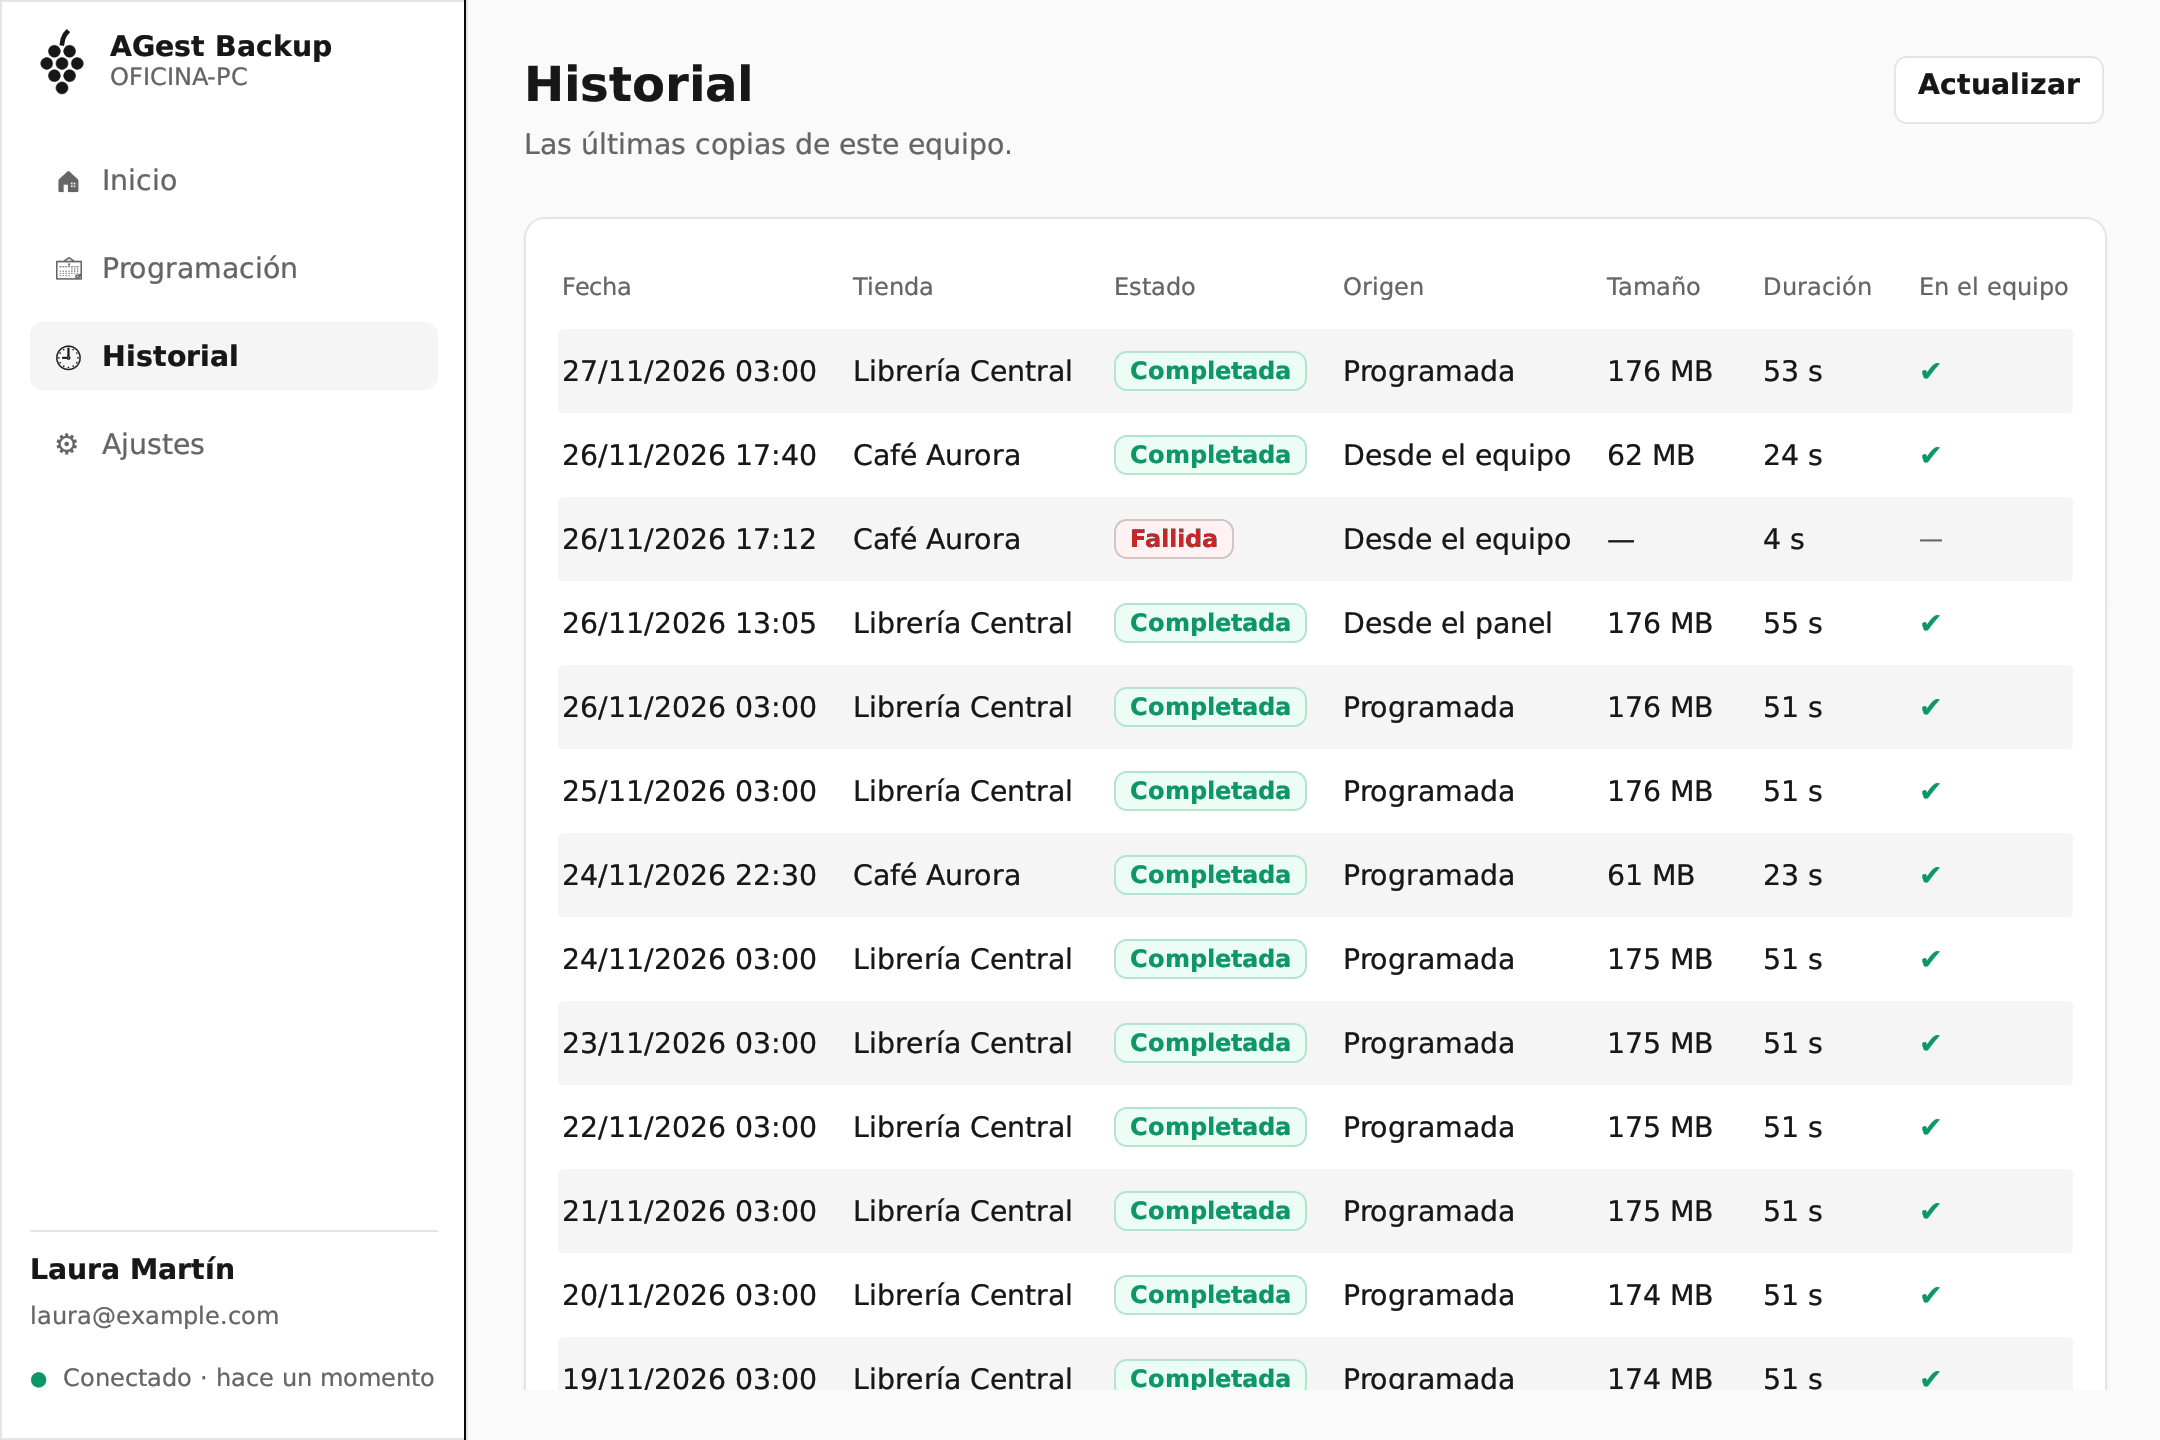 AGest Backup
OFICINA-PC
Inicio
Programación
Historial
Ajustes
Laura Martín
laura@example.com
Conectado · hace un momento
Historial
Actualizar
Las últimas copias de este equipo.
Fecha Tienda Estado Origen Tamaño Duración En el equipo
27/11/2026 03:00 Librería Central Completada Programada 176 MB 53 s ✔
26/11/2026 17:40 Café Aurora Completada Desde el equipo 62 MB 24 s ✔
26/11/2026 17:12 Café Aurora Fallida Desde el equipo — 4 s —
26/11/2026 13:05 Librería Central Completada Desde el panel 176 MB 55 s ✔
26/11/2026 03:00 Librería Central Completada Programada 176 MB 51 s ✔
25/11/2026 03:00 Librería Central Completada Programada 176 MB 51 s ✔
24/11/2026 22:30 Café Aurora Completada Programada 61 MB 23 s ✔
24/11/2026 03:00 Librería Central Completada Programada 175 MB 51 s ✔
23/11/2026 03:00 Librería Central Completada Programada 175 MB 51 s ✔
22/11/2026 03:00 Librería Central Completada Programada 175 MB 51 s ✔
21/11/2026 03:00 Librería Central Completada Programada 175 MB 51 s ✔
20/11/2026 03:00 Librería Central Completada Programada 174 MB 51 s ✔
19/11/2026 03:00 Librería Central Completada Programada 174 MB 51 s ✔